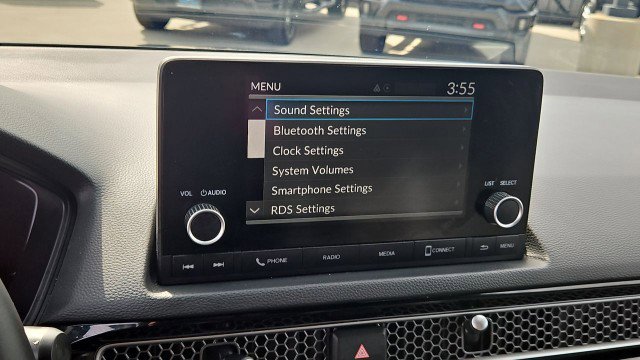 MENU 3:55
Sound Settings
Bluetooth Settings
Clock Settings
System Volumes
Smartphone Settings
RDS Settings
VOL AUDIO
LIST SELECT
PHONE RADIO MEDIA CONNECT MENU